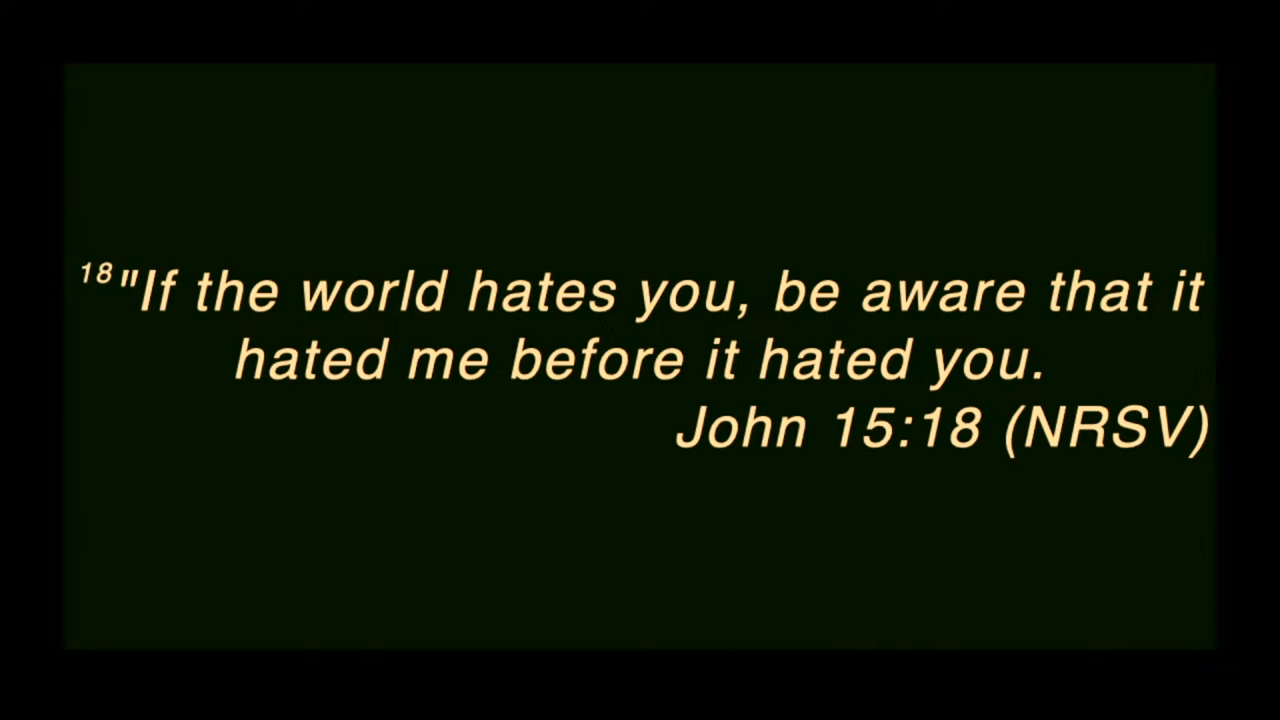 18"If the world hates you, be aware that it
hated me before it hated you.
John 15:18 (NRSV)